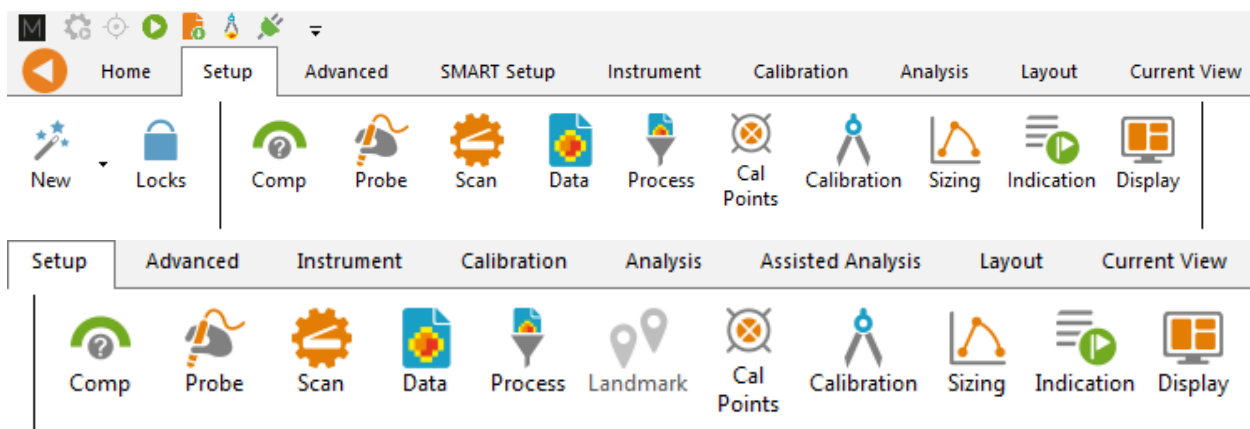 M
Home Setup Advanced SMART Setup Instrument Calibration Analysis Layout Current View
New Locks Comp Probe Scan Data Process Cal Points Calibration Sizing Indication Display
Setup Advanced Instrument Calibration Analysis Assisted Analysis Layout Current View
Comp Probe Scan Data Process Landmark Cal Points Calibration Sizing Indication Display